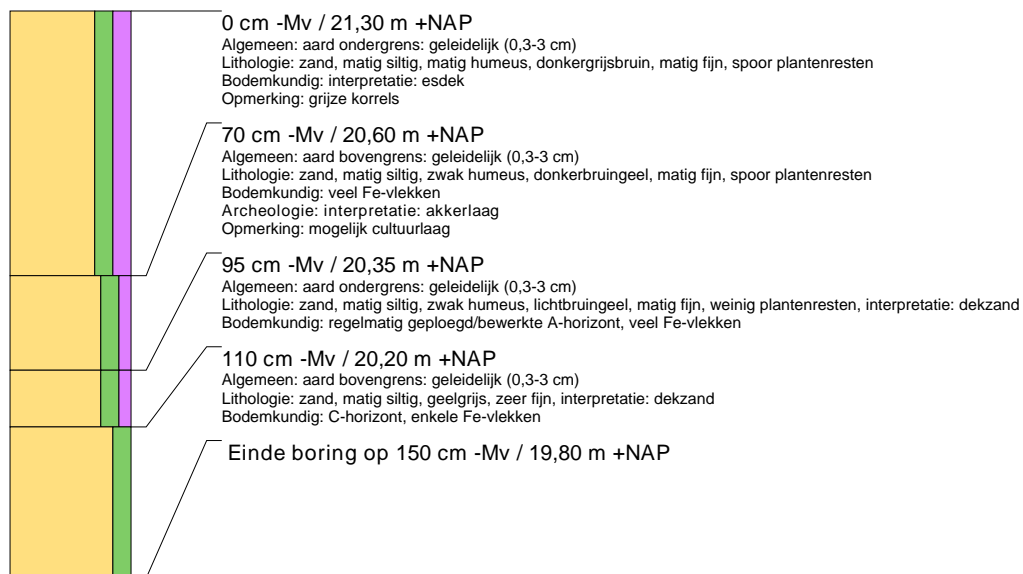 0 cm -Mv / 21,30 m +NAP
Algemeen: aard ondergrens: geleidelijk (0,3-3 cm)
Lithologie: zand, matig siltig, matig humeus, donkergrijsbruin, matig fijn, spoor plantenresten
Bodemkundig: interpretatie: esdek
Opmerking: grijze korrels
70 cm -Mv / 20,60 m +NAP
Algemeen: aard bovengrens: geleidelijk (0,3-3 cm)
Lithologie: zand, matig siltig, zwak humeus, donkerbruingeel, matig fijn, spoor plantenresten
Bodemkundig: veel Fe-vlekken
Archeologie: interpretatie: akkerlaag
Opmerking: mogelijk cultuurlaag
95 cm -Mv / 20,35 m +NAP
Algemeen: aard ondergrens: geleidelijk (0,3-3 cm)
Lithologie: zand, matig siltig, zwak humeus, lichtbruingeel, matig fijn, weinig plantenresten, interpretatie: dekzand
Bodemkundig: regelmatig geploegd/bewerkte A-horizont, veel Fe-vlekken
110 cm -Mv / 20,20 m +NAP
Algemeen: aard bovengrens: geleidelijk (0,3-3 cm)
Lithologie: zand, matig siltig, geelgrijs, zeer fijn, interpretatie: dekzand
Bodemkundig: C-horizont, enkele Fe-vlekken
Einde boring op 150 cm -Mv / 19,80 m +NAP